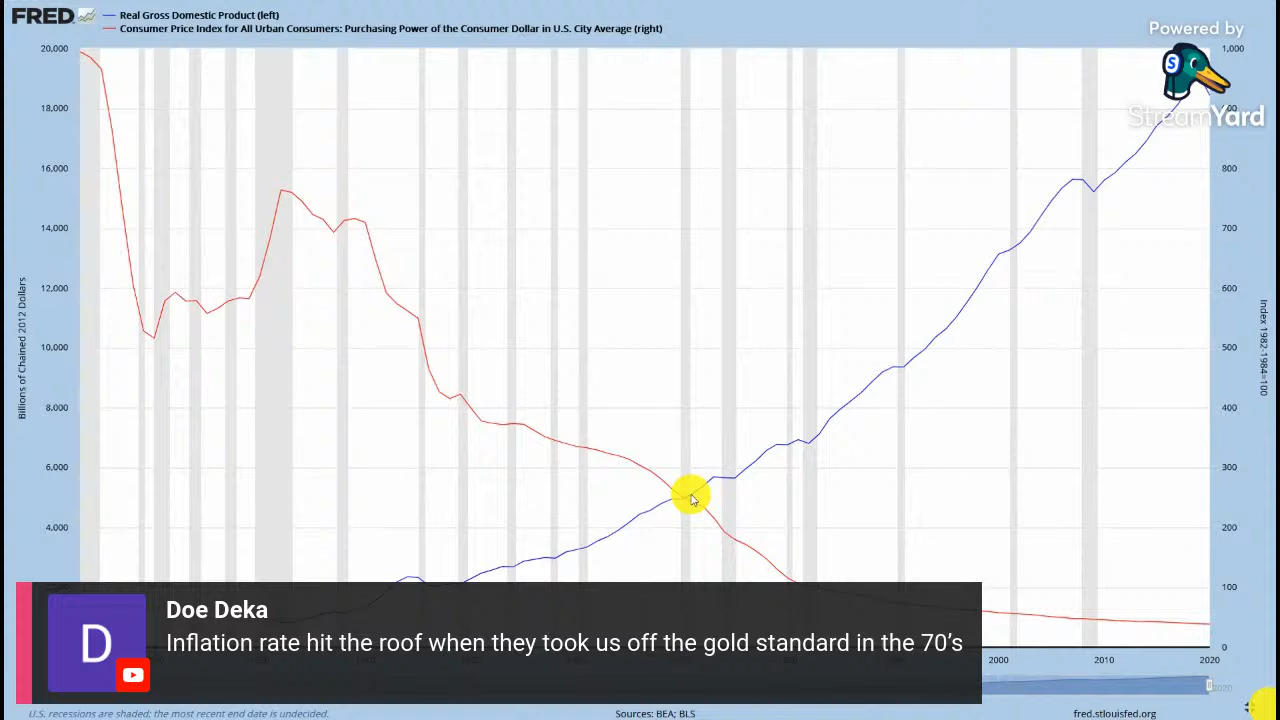 FRED
Real Gross Domestic Product (left)
Consumer Price Index for All Urban Consumers: Purchasing Power of the Consumer Dollar in U.S. City Average (right)
Powered by
S
StreamYard
20,000
18,000
16,000
14,000
12,000
10,000
8,000
6,000
4,000
Billions of Chained 2012 Dollars
1,000
800
700
600
500
400
300
200
100
0
Index 1982-1984=100
D
Doe Deka
Inflation rate hit the roof when they took us off the gold standard in the 70’s
2000
2010
2020
2020
U.S. recessions are shaded; the most recent end date is undecided.
Sources: BEA; BLS
fred.stlouisfed.org